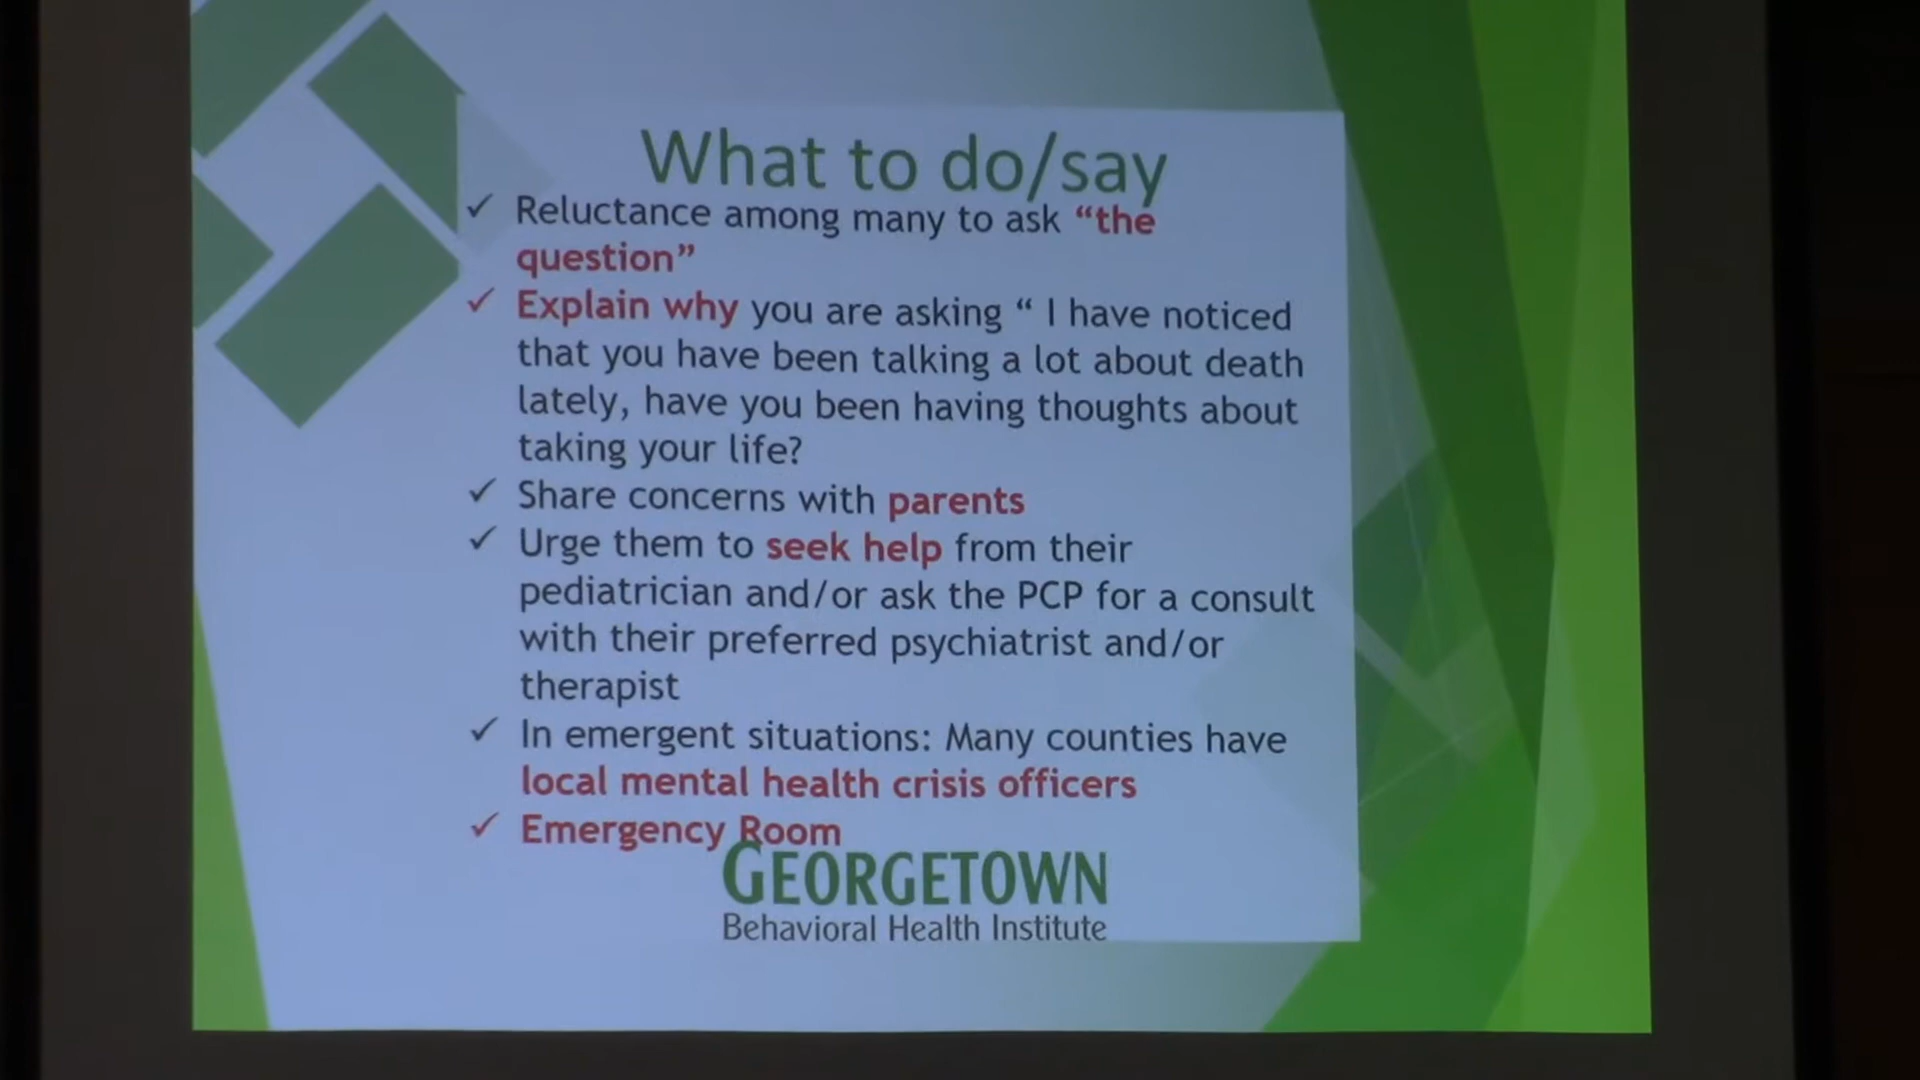 What to do/say
✓ Reluctance among many to ask “the
question”
✓ Explain why you are asking “ I have noticed
that you have been talking a lot about death
lately, have you been having thoughts about
taking your life?
✓ Share concerns with parents
✓ Urge them to seek help from their
pediatrician and/or ask the PCP for a consult
with their preferred psychiatrist and/or
therapist
✓ In emergent situations: Many counties have
local mental health crisis officers
✓ Emergency Room
GEORGETOWN
Behavioral Health Institute